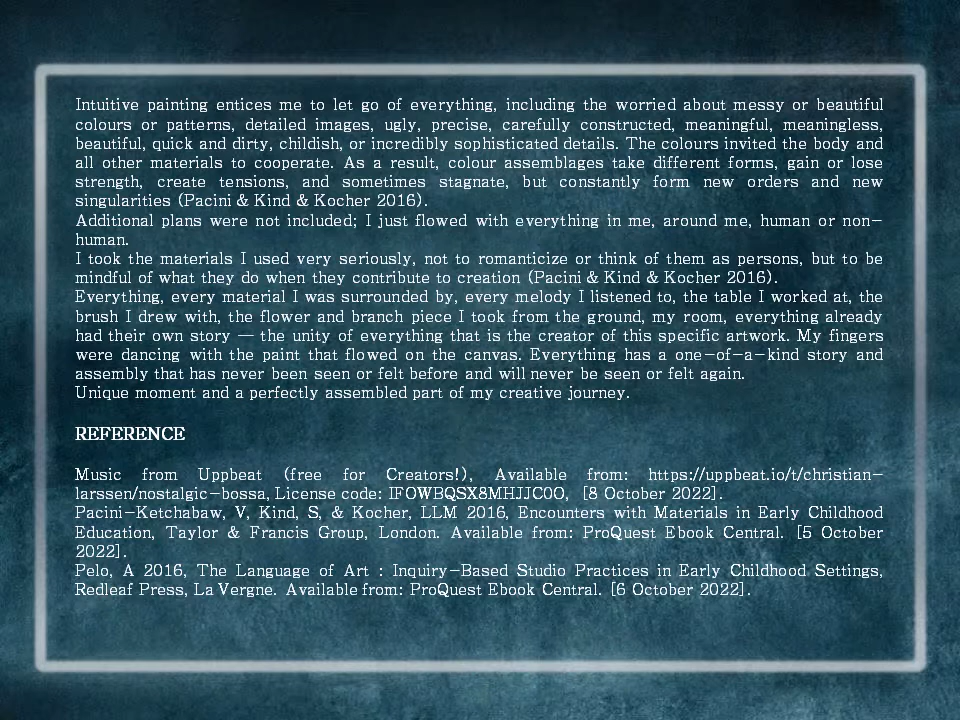 Intuitive painting entices me to let go of everything, including the worried about messy or beautiful
colours or patterns, detailed images, ugly, precise, carefully constructed, meaningful, meaningless,
beautiful, quick and dirty, childish, or incredibly sophisticated details. The colours invited the body and
all other materials to cooperate. As a result, colour assemblages take different forms, gain or lose
strength, create tensions, and sometimes stagnate, but constantly form new orders and new
singularities (Pacini & Kind & Kocher 2016).
Additional plans were not included; I just flowed with everything in me, around me, human or non-
human.
I took the materials I used very seriously, not to romanticize or think of them as persons, but to be
mindful of what they do when they contribute to creation (Pacini & Kind & Kocher 2016).
Everything, every material I was surrounded by, every melody I listened to, the table I worked at, the
brush I drew with, the flower and branch piece I took from the ground, my room, everything already
had their own story — the unity of everything that is the creator of this specific artwork. My fingers
were dancing with the paint that flowed on the canvas. Everything has a one-of-a-kind story and
assembly that has never been seen or felt before and will never be seen or felt again.
Unique moment and a perfectly assembled part of my creative journey.
REFERENCE
Music from Uppbeat (free for Creators!), Available from: https://uppbeat.io/t/christian-
larssen/nostalgic-bossa, License code: IFOWBQSX8MHJJCOO, [8 October 2022].
Pacini-Ketchabaw, V, Kind, S, & Kocher, LLM 2016, Encounters with Materials in Early Childhood
Education, Taylor & Francis Group, London. Available from: ProQuest Ebook Central. [5 October
2022].
Pelo, A 2016, The Language of Art : Inquiry-Based Studio Practices in Early Childhood Settings,
Redleaf Press, La Vergne. Available from: ProQuest Ebook Central. [6 October 2022].